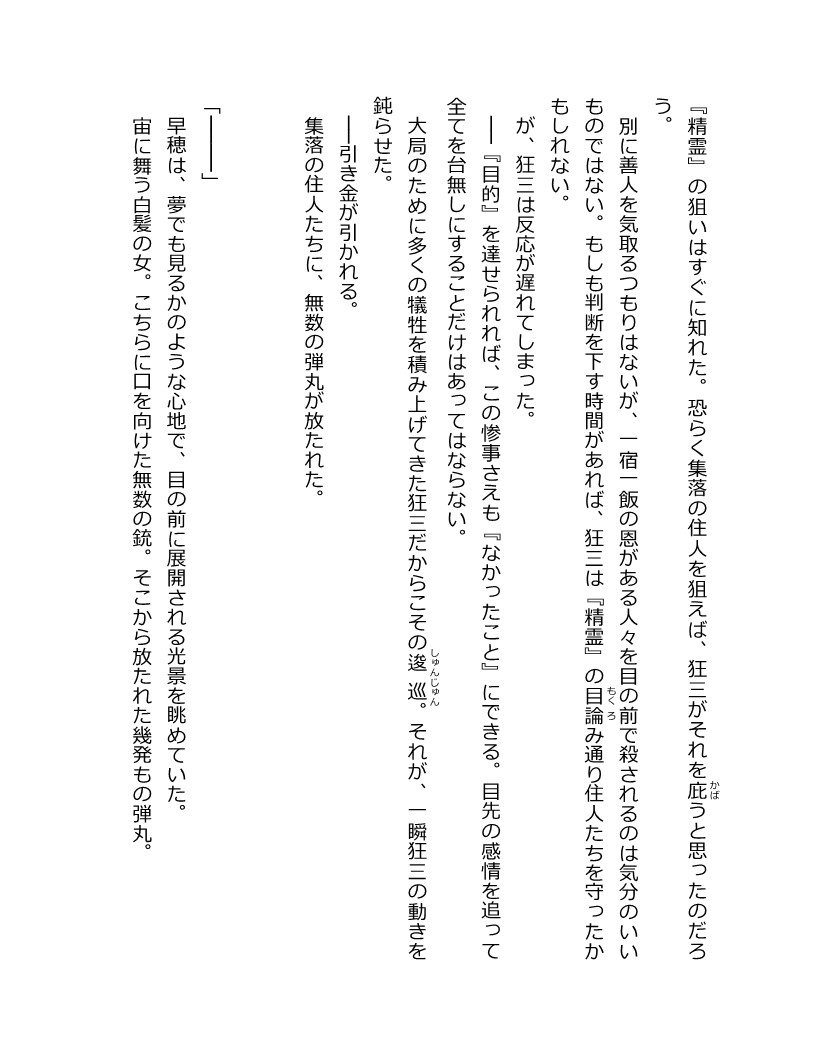 『精霊』の狙いはすぐに知れた。恐らく集落の住人を狙えば、狂三がそれを庇うと思ったのだろ
う。
別に善人を気取るつもりはないが、一宿一飯の恩がある人々を目の前で殺されるのは気分のいい
ものではない。もしも判断を下す時間があれば、狂三は『精霊』の目論み通り住人たちを守ったか
もしれない。
が、狂三は反応が遅れてしまった。
――『目的』を達せられれば、この惨事さえも『なかったこと』にできる。目先の感情を追って
全てを台無しにすることだけはあってはならない。
大局のために多くの犠牲を積み上げてきた狂三だからこその逡巡。それが、一瞬狂三の動きを
鈍らせた。
――引き金が引かれる。
集落の住人たちに、無数の弾丸が放たれた。
「――――」
早穂は、夢でも見るかのような心地で、目の前に展開される光景を眺めていた。
宙に舞う白髪の女。こちらに口を向けた無数の銃。そこから放たれた幾発もの弾丸。